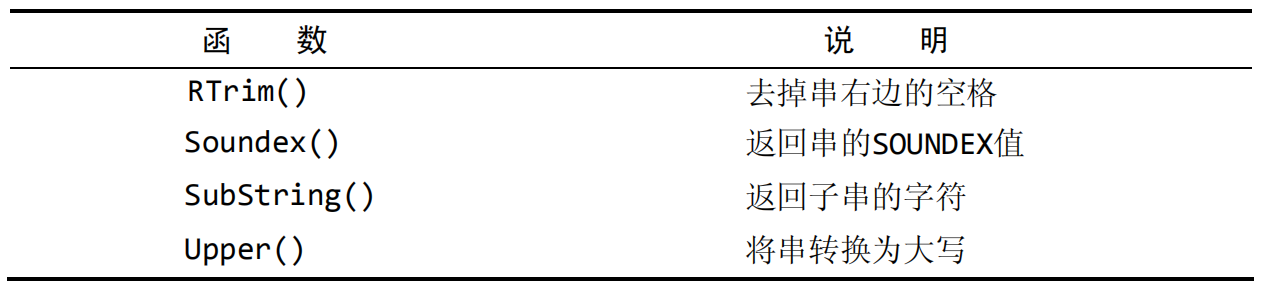 函 数 说 明
RTrim() 去掉串右边的空格
Soundex() 返回串的SOUNDEX值
SubString() 返回子串的字符
Upper() 将串转换为大写